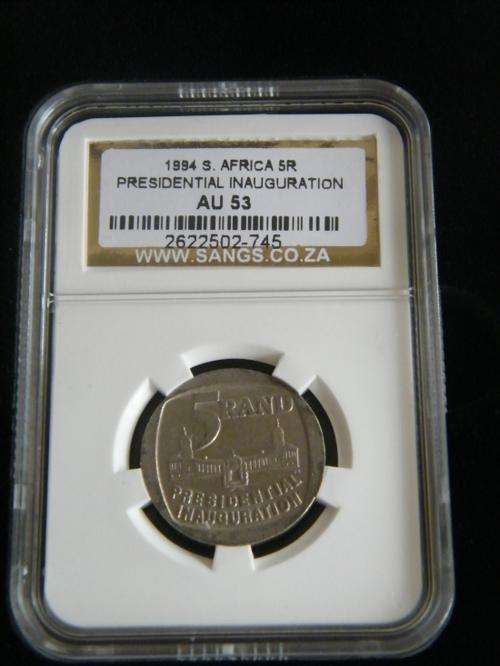 1994 S. AFRICA 5R
PRESIDENTIAL INAUGURATION
AU 53
2622502-745
WWW.SANGS.CO.ZA
5 RAND
PRESIDENTIAL
INAUGURATION